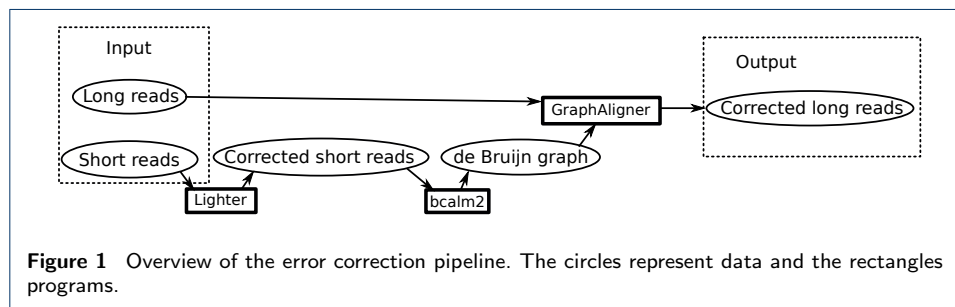 Input
Output
Long reads
GraphAligner
Corrected long reads
Short reads
Corrected short reads
de Bruijn graph
Lighter
bcalm2
Figure 1 Overview of the error correction pipeline. The circles represent data and the rectangles
programs.